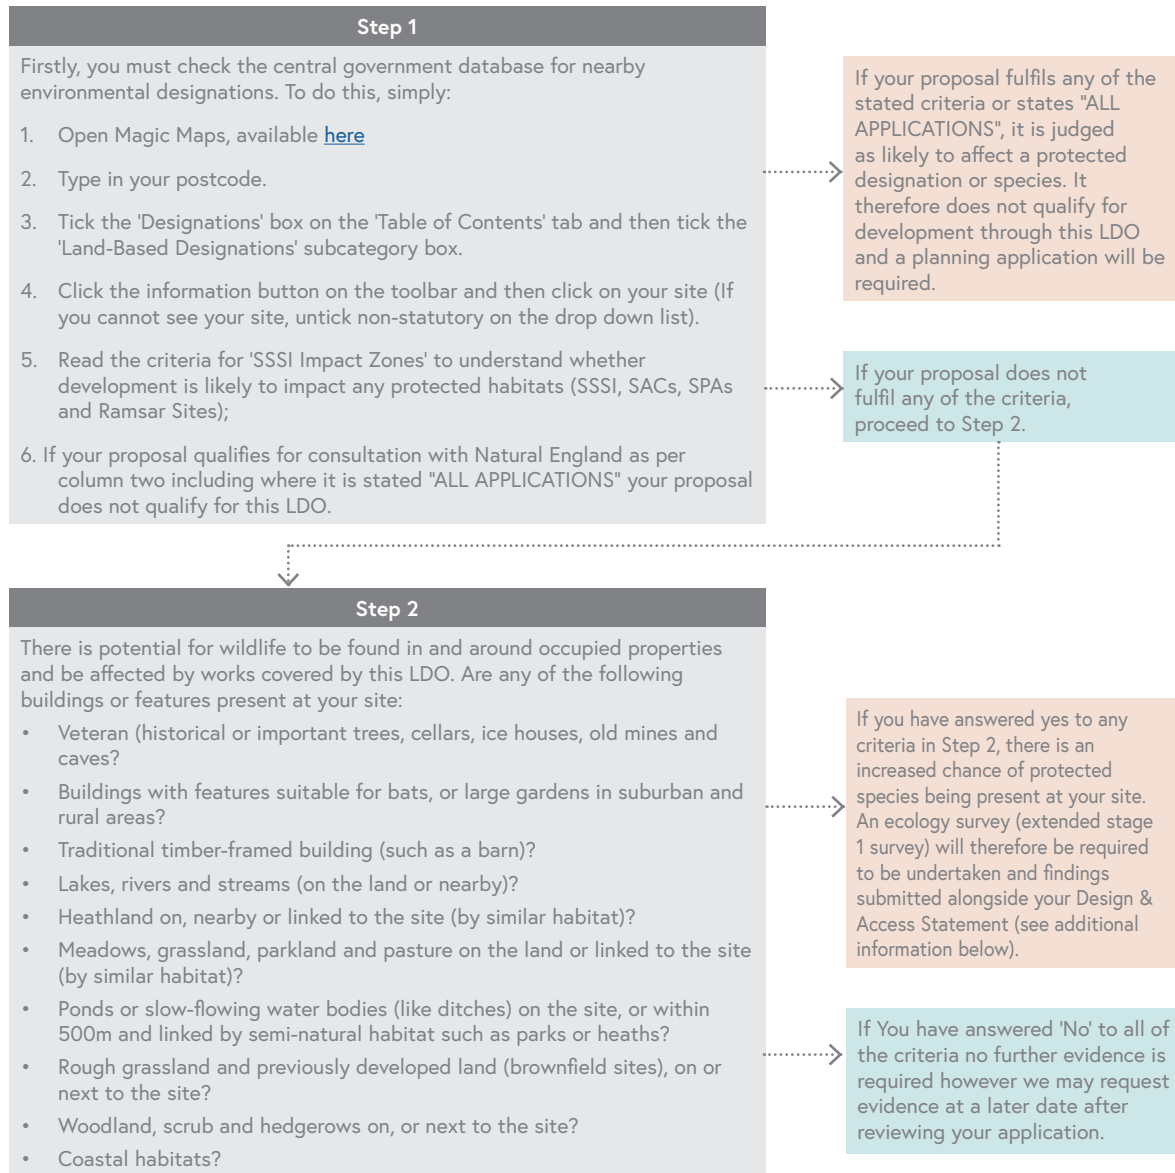 Step 1
Firstly, you must check the central government database for nearby
environmental designations. To do this, simply:
1. Open Magic Maps, available here
2. Type in your postcode.
3. Tick the 'Designations' box on the 'Table of Contents' tab and then tick the
'Land-Based Designations' subcategory box.
4. Click the information button on the toolbar and then click on your site (If
you cannot see your site, untick non-statutory on the drop down list).
5. Read the criteria for 'SSSI Impact Zones' to understand whether
development is likely to impact any protected habitats (SSSI, SACs, SPAs
and Ramsar Sites);
6. If your proposal qualifies for consultation with Natural England as per
column two including where it is stated "ALL APPLICATIONS" your proposal
does not qualify for this LDO.
If your proposal fulfils any of the
stated criteria or states "ALL
APPLICATIONS", it is judged
as likely to affect a protected
designation or species. It
therefore does not qualify for
development through this LDO
and a planning application will be
required.
If your proposal does not
fulfil any of the criteria,
proceed to Step 2.
Step 2
There is potential for wildlife to be found in and around occupied properties
and be affected by works covered by this LDO. Are any of the following
buildings or features present at your site:
• Veteran (historical or important trees, cellars, ice houses, old mines and
caves?
• Buildings with features suitable for bats, or large gardens in suburban and
rural areas?
• Traditional timber-framed building (such as a barn)?
• Lakes, rivers and streams (on the land or nearby)?
• Heathland on, nearby or linked to the site (by similar habitat)?
• Meadows, grassland, parkland and pasture on the land or linked to the site
(by similar habitat)?
• Ponds or slow-flowing water bodies (like ditches) on the site, or within
500m and linked by semi-natural habitat such as parks or heaths?
• Rough grassland and previously developed land (brownfield sites), on or
next to the site?
• Woodland, scrub and hedgerows on, or next to the site?
• Coastal habitats?
If you have answered yes to any
criteria in Step 2, there is an
increased chance of protected
species being present at your site.
An ecology survey (extended stage
1 survey) will therefore be required
to be undertaken and findings
submitted alongside your Design &
Access Statement (see additional
information below).
If You have answered 'No' to all of
the criteria no further evidence is
required however we may request
evidence at a later date after
reviewing your application.